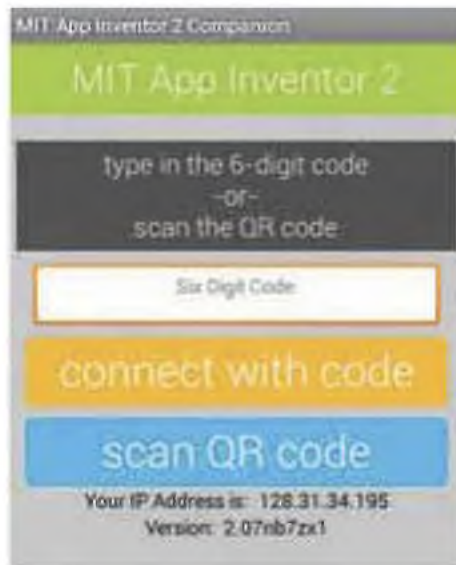 MIT App Inventor 2 Companion
MIT App Inventor 2
type in the 6-digit code
-or-
scan the QR code
Six Digit Code
connect with code
scan QR code
Your IP Address is: 128.31.34.195
Version: 2.07nb7zx1